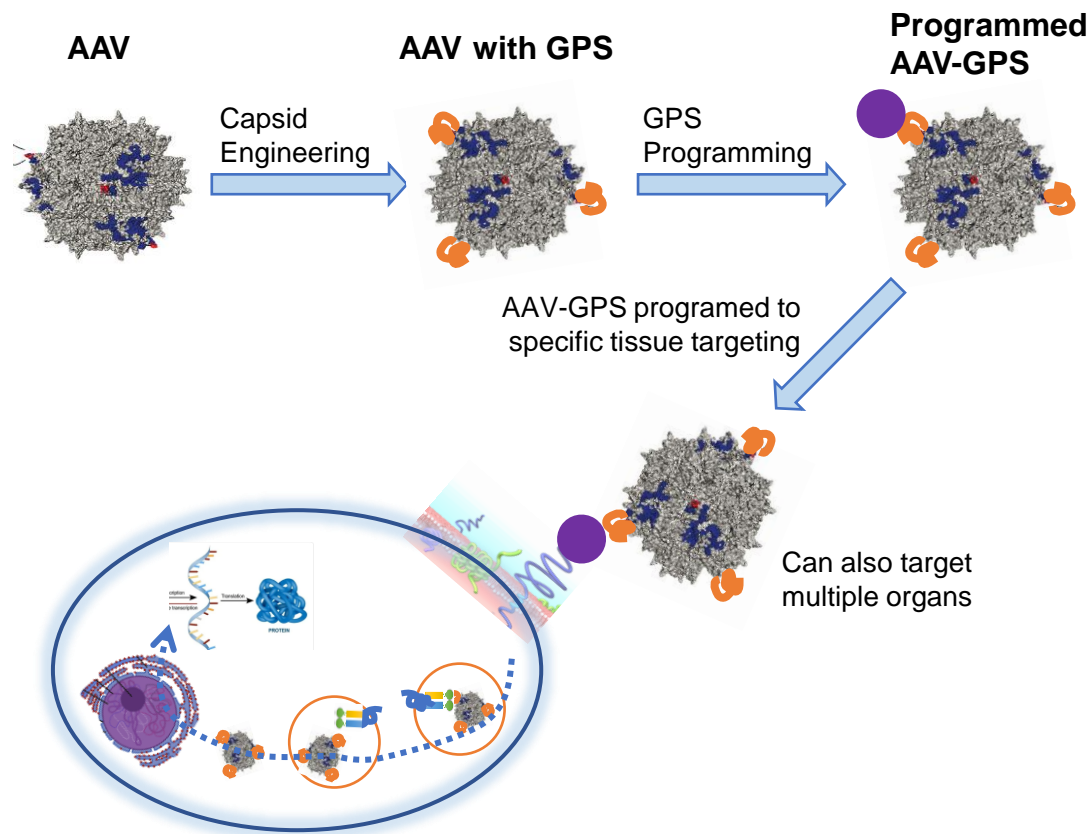 AAV
AAV with GPS
Programmed
AAV-GPS
Capsid
Engineering
GPS
Programming
AAV-GPS programed to
specific tissue targeting
Can also target
multiple organs
Translation
transcription
PROTEIN